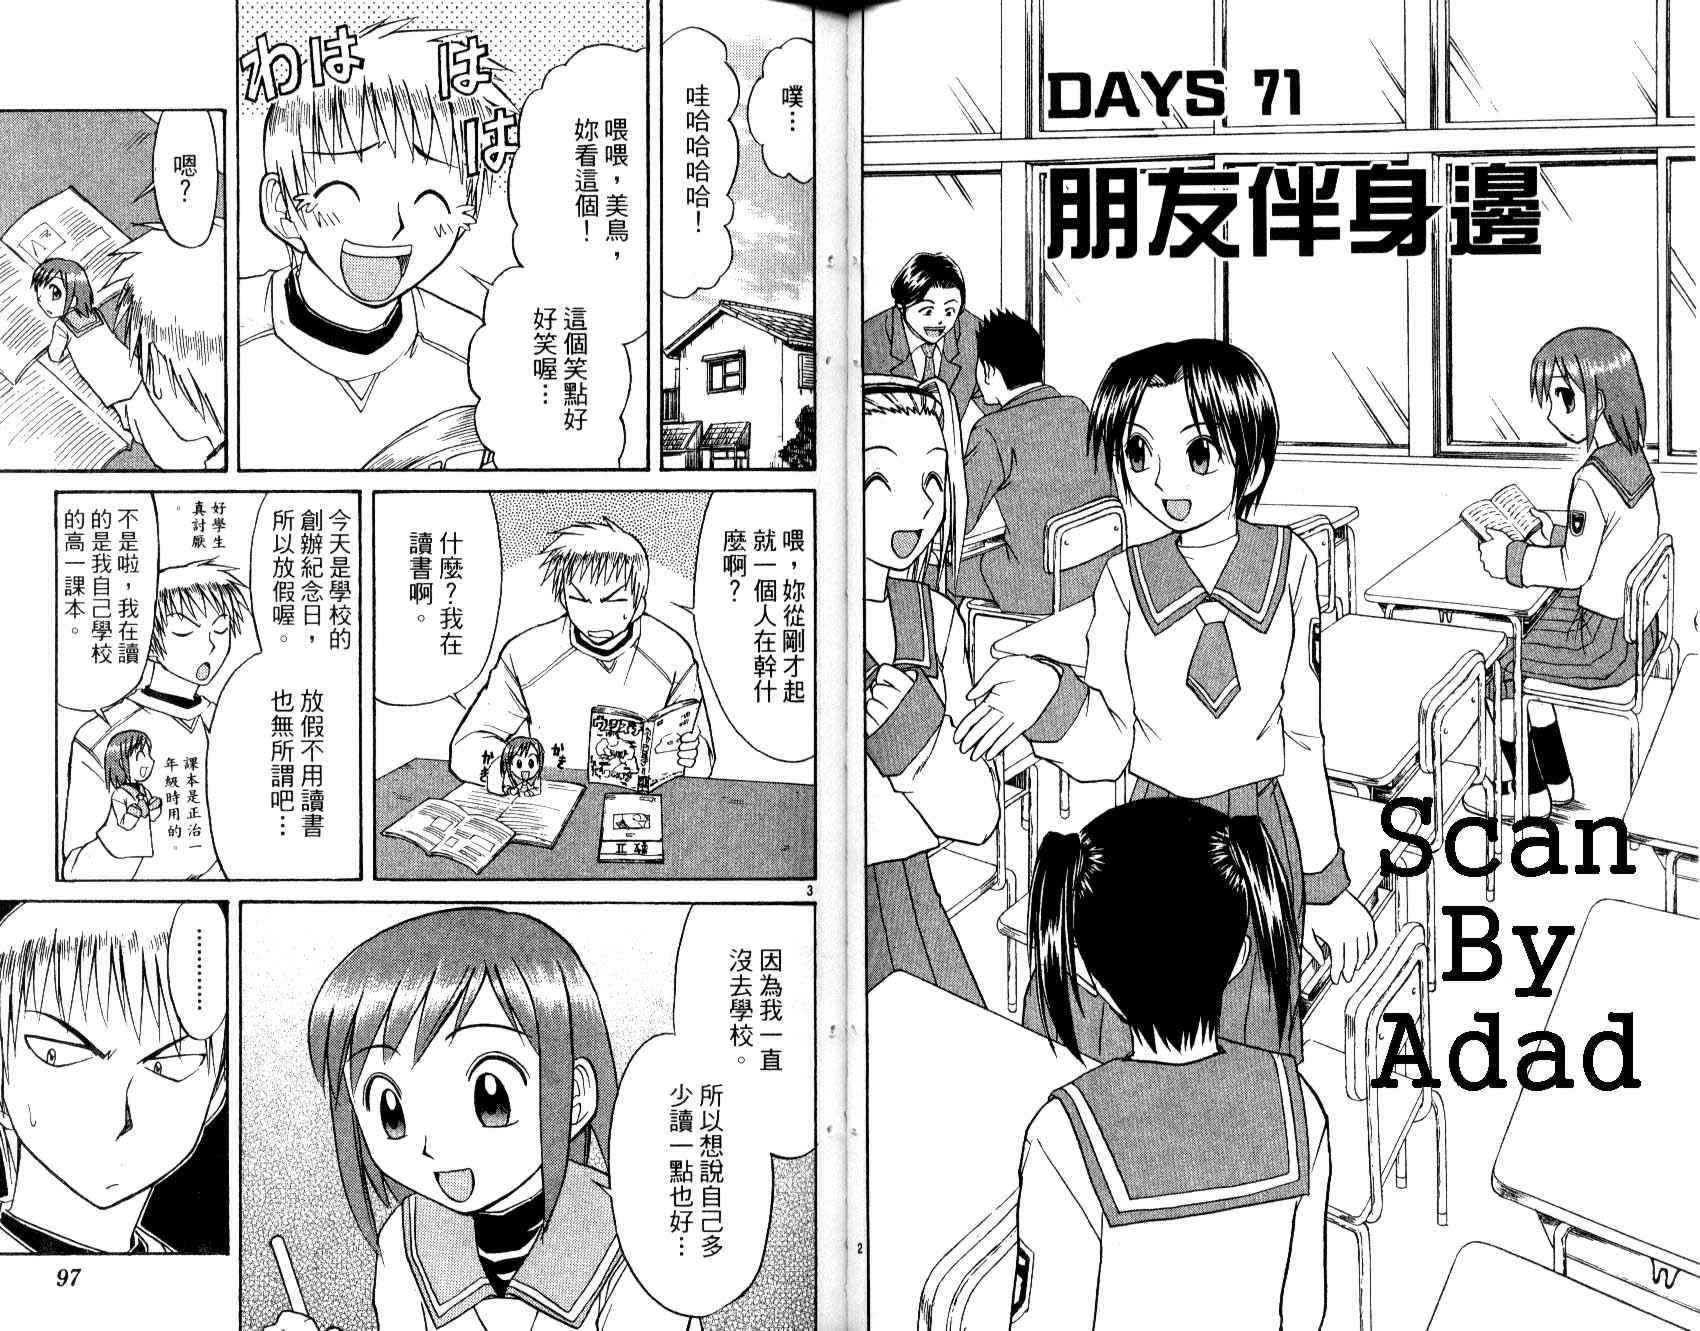 DAYS 71
朋友伴身邊
Scan
By
Adad
2
噗…
哇哈哈哈哈！
喂喂，美鳥，
妳看這個！
這個笑點好
好笑喔…
わはははは
嗯？
喂，妳從剛才起
就一個人在幹什
麼啊？
什麼？我在
讀書啊。
かき
かき
今天是學校的
創辦紀念日，
所以放假喔。
放假不用讀書
也無所謂吧…
好學生
真討厭。
不是啦，我在讀
的是我自己學校
的高一課本。
課本是正治一
年級時用的。
3
因為我一直
沒去學校。
所以想說自己多
少讀一點也好…
………
97